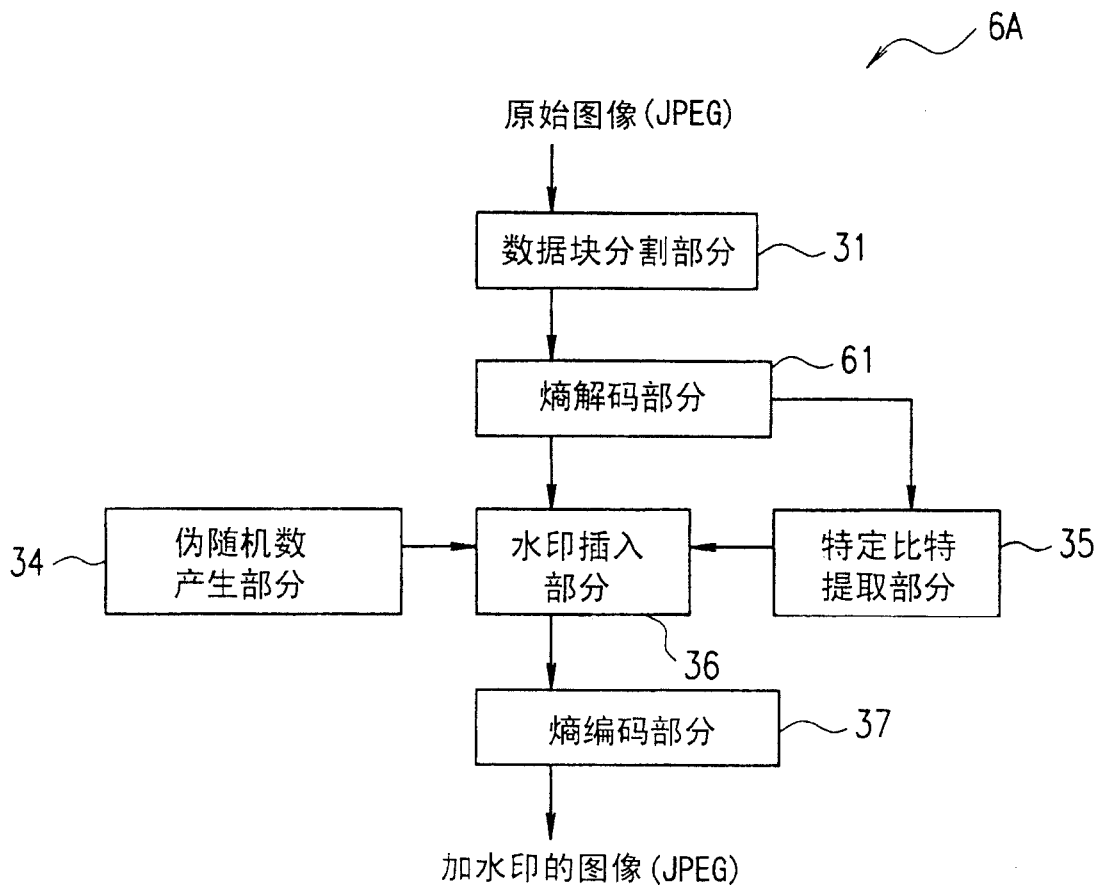 6A
原始图像(JPEG)
数据块分割部分
31
熵解码部分
61
34
伪随机数
产生部分
水印插入
部分
特定比特
提取部分
35
36
熵编码部分
37
加水印的图像(JPEG)